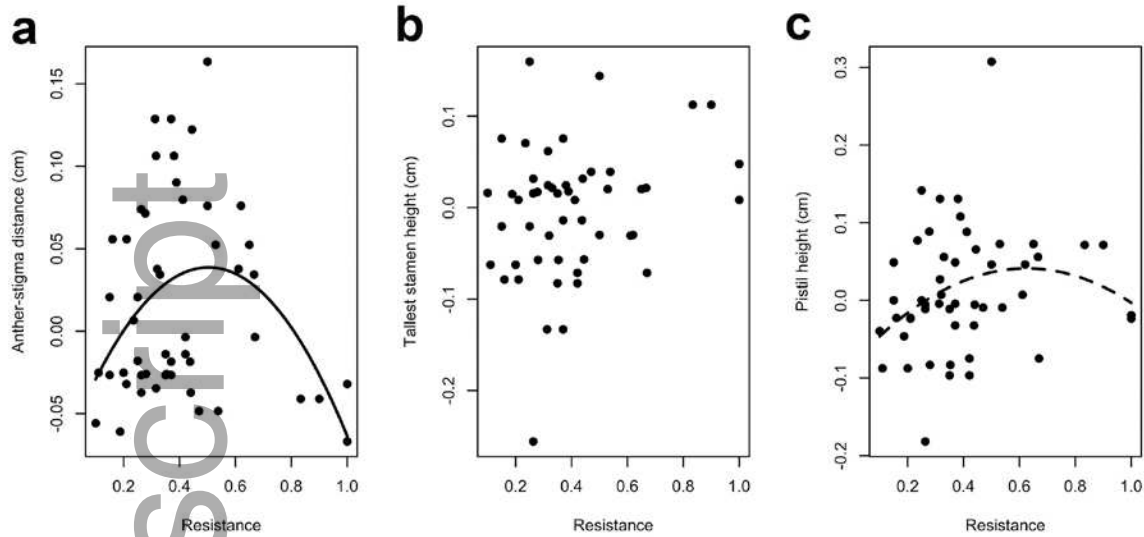 a
b
c
Anther-stigma distance (cm)
0.15
0.10
0.05
0.00
-0.05
0.2 0.4 0.6 0.8 1.0
Resistance
Tallest stamen height (cm)
0.1
0.0
-0.1
-0.2
0.2 0.4 0.6 0.8 1.0
Resistance
Pistil height (cm)
0.3
0.2
0.1
0.0
-0.1
-0.2
0.2 0.4 0.6 0.8 1.0
Resistance
script